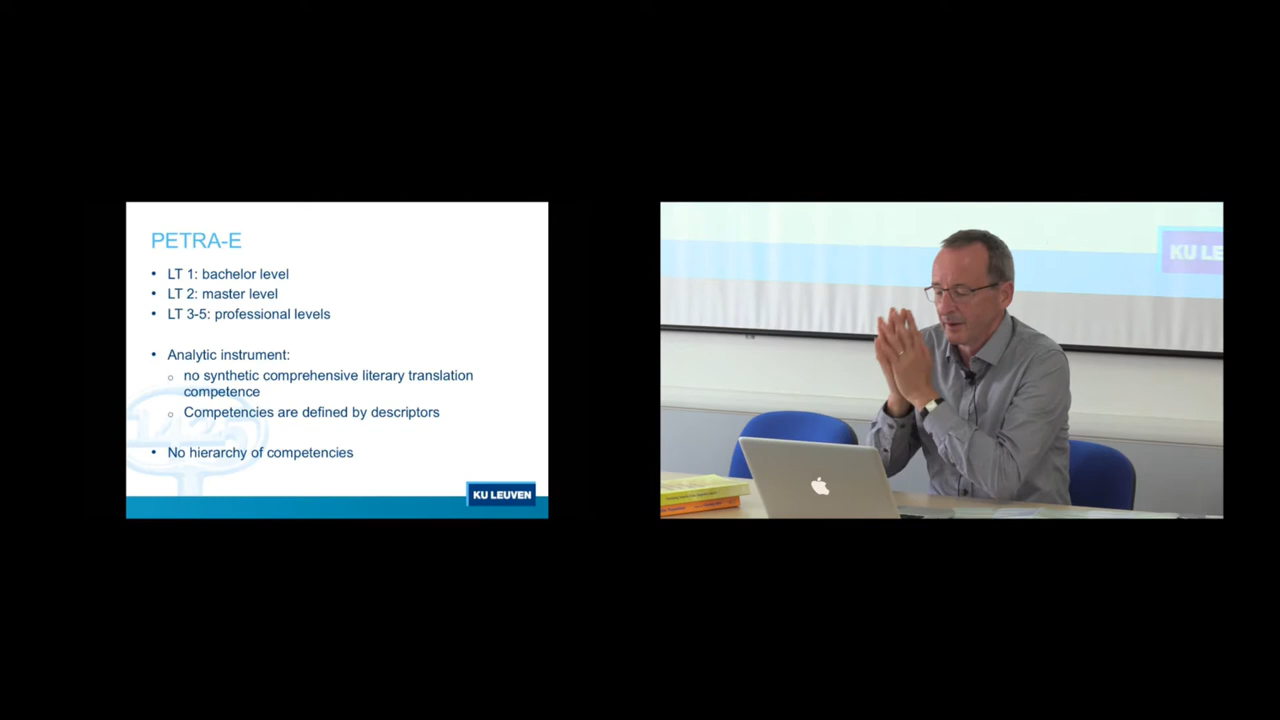 PETRA-E
• LT 1: bachelor level
• LT 2: master level
• LT 3-5: professional levels
• Analytic instrument:
○ no synthetic comprehensive literary translation
competence
○ Competencies are defined by descriptors
• No hierarchy of competencies
KU LEUVEN
KU LE